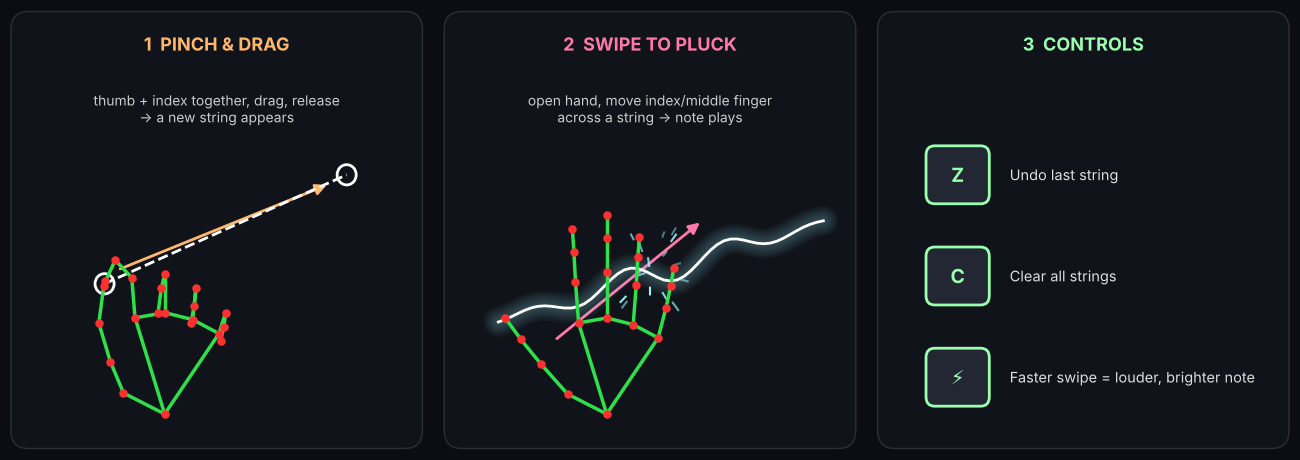 1 PINCH & DRAG
thumb + index together, drag, release
→ a new string appears
2 SWIPE TO PLUCK
open hand, move index/middle finger
across a string → note plays
3 CONTROLS
Z Undo last string
C Clear all strings
⚡ Faster swipe = louder, brighter note